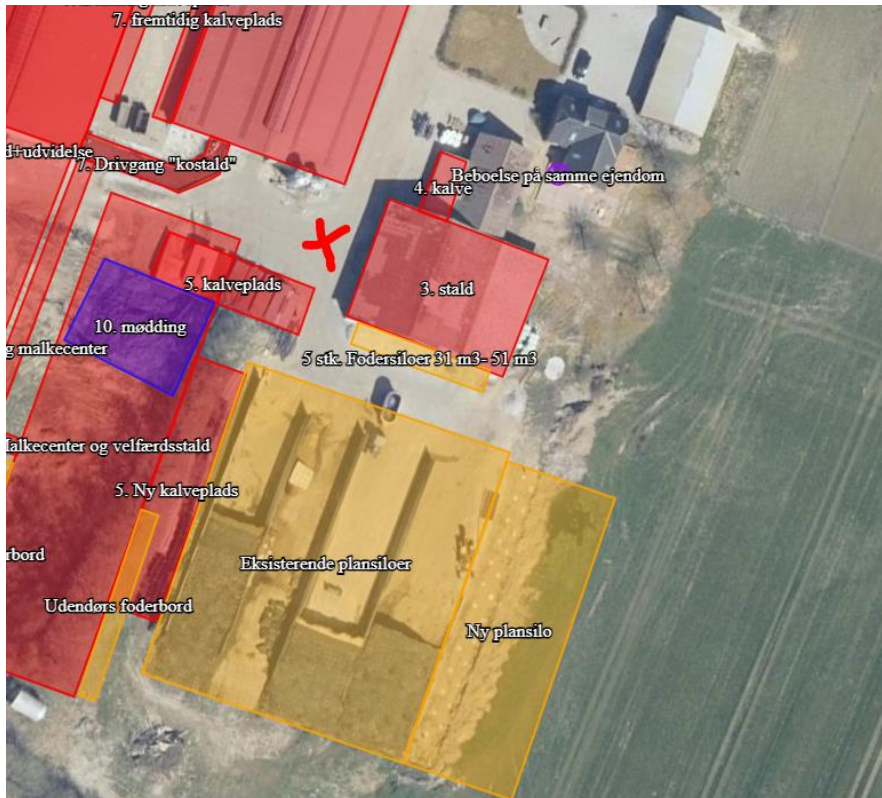 7. fremtidig kalveplads
d+udvidelse
7. Drivgang "kostald"
Beboelse på samme ejendom
4. kalve
5. kalveplads
3. stald
10. mødding
g malkecenter
5 stk. Fodersiloer 31 m3- 51 m3
Malkecenter og velfærdsstald
5. Ny kalveplads
rbord
Eksisterende plansiloer
Udendørs foderbord
Ny plansilo